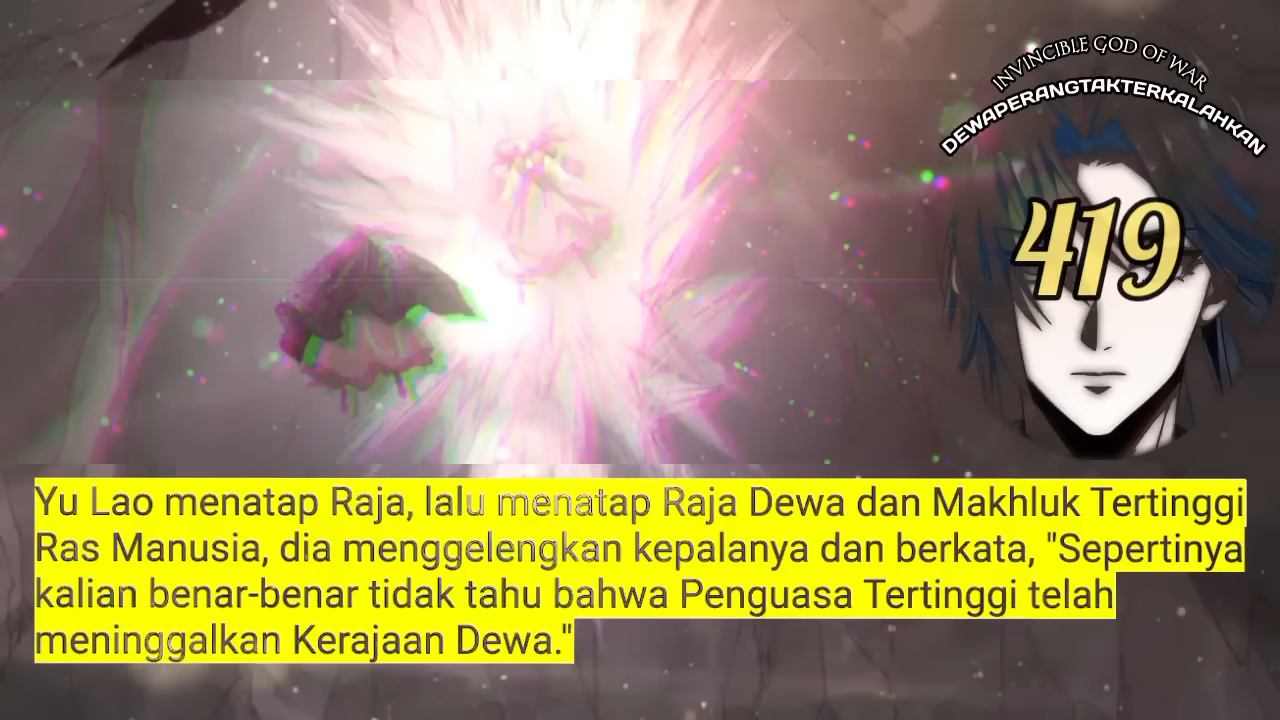 INVINCIBLE GOD OF WAR
DEWAPERANGTAKTERKALAHKAN
419
Yu Lao menatap Raja, lalu menatap Raja Dewa dan Makhluk Tertinggi
Ras Manusia, dia menggelengkan kepalanya dan berkata, "Sepertinya
kalian benar-benar tidak tahu bahwa Penguasa Tertinggi telah
meninggalkan Kerajaan Dewa."